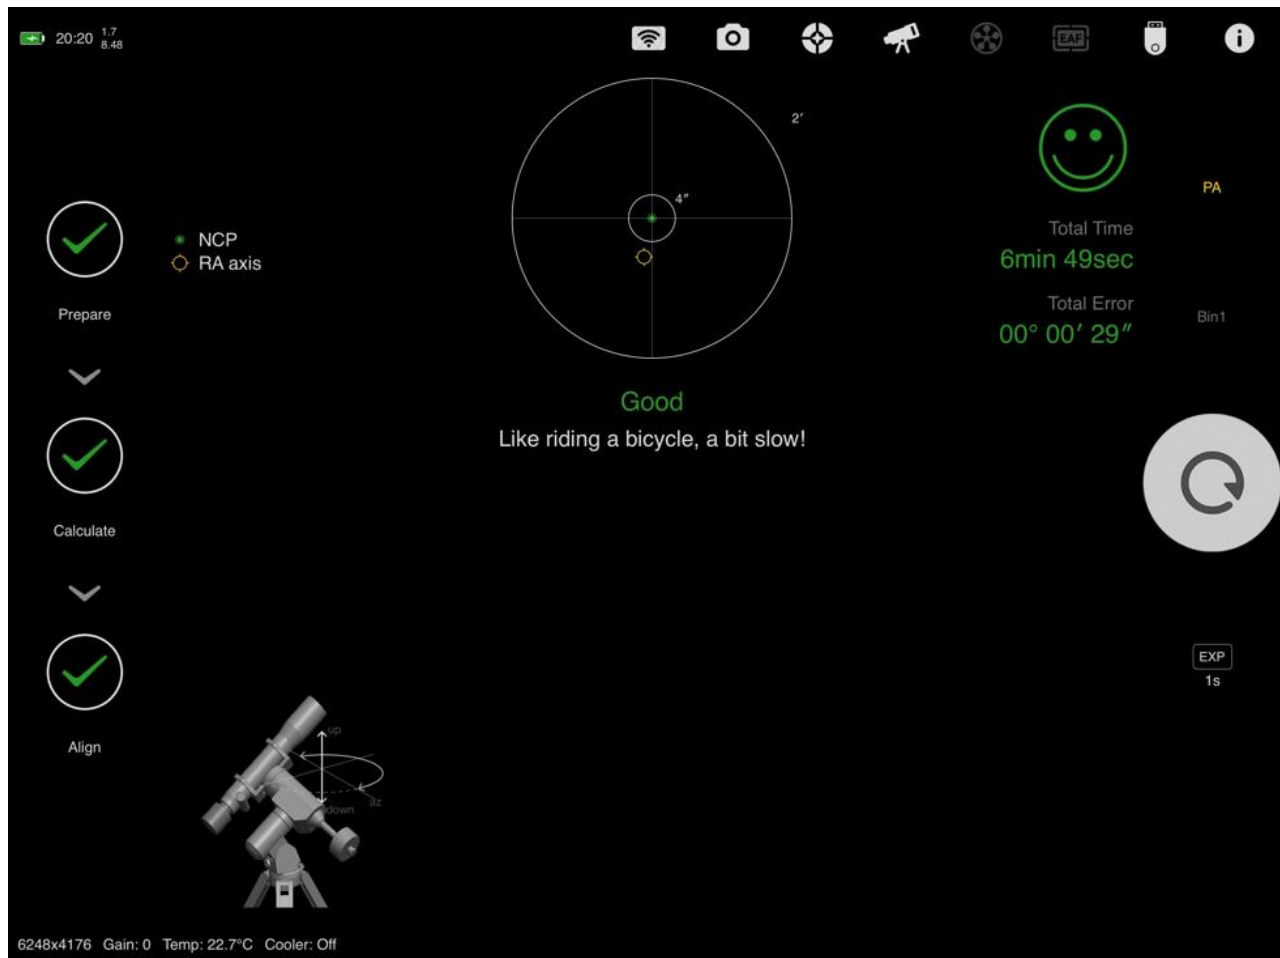 20:20 1.7
8.48
EAF
2′
4″
PA
NCP
RA axis
Total Time
6min 49sec
Prepare
Total Error
00° 00′ 29″
Bin1
Good
Like riding a bicycle, a bit slow!
Calculate
EXP
1s
Align
up
down
az
6248x4176 Gain: 0 Temp: 22.7°C Cooler: Off